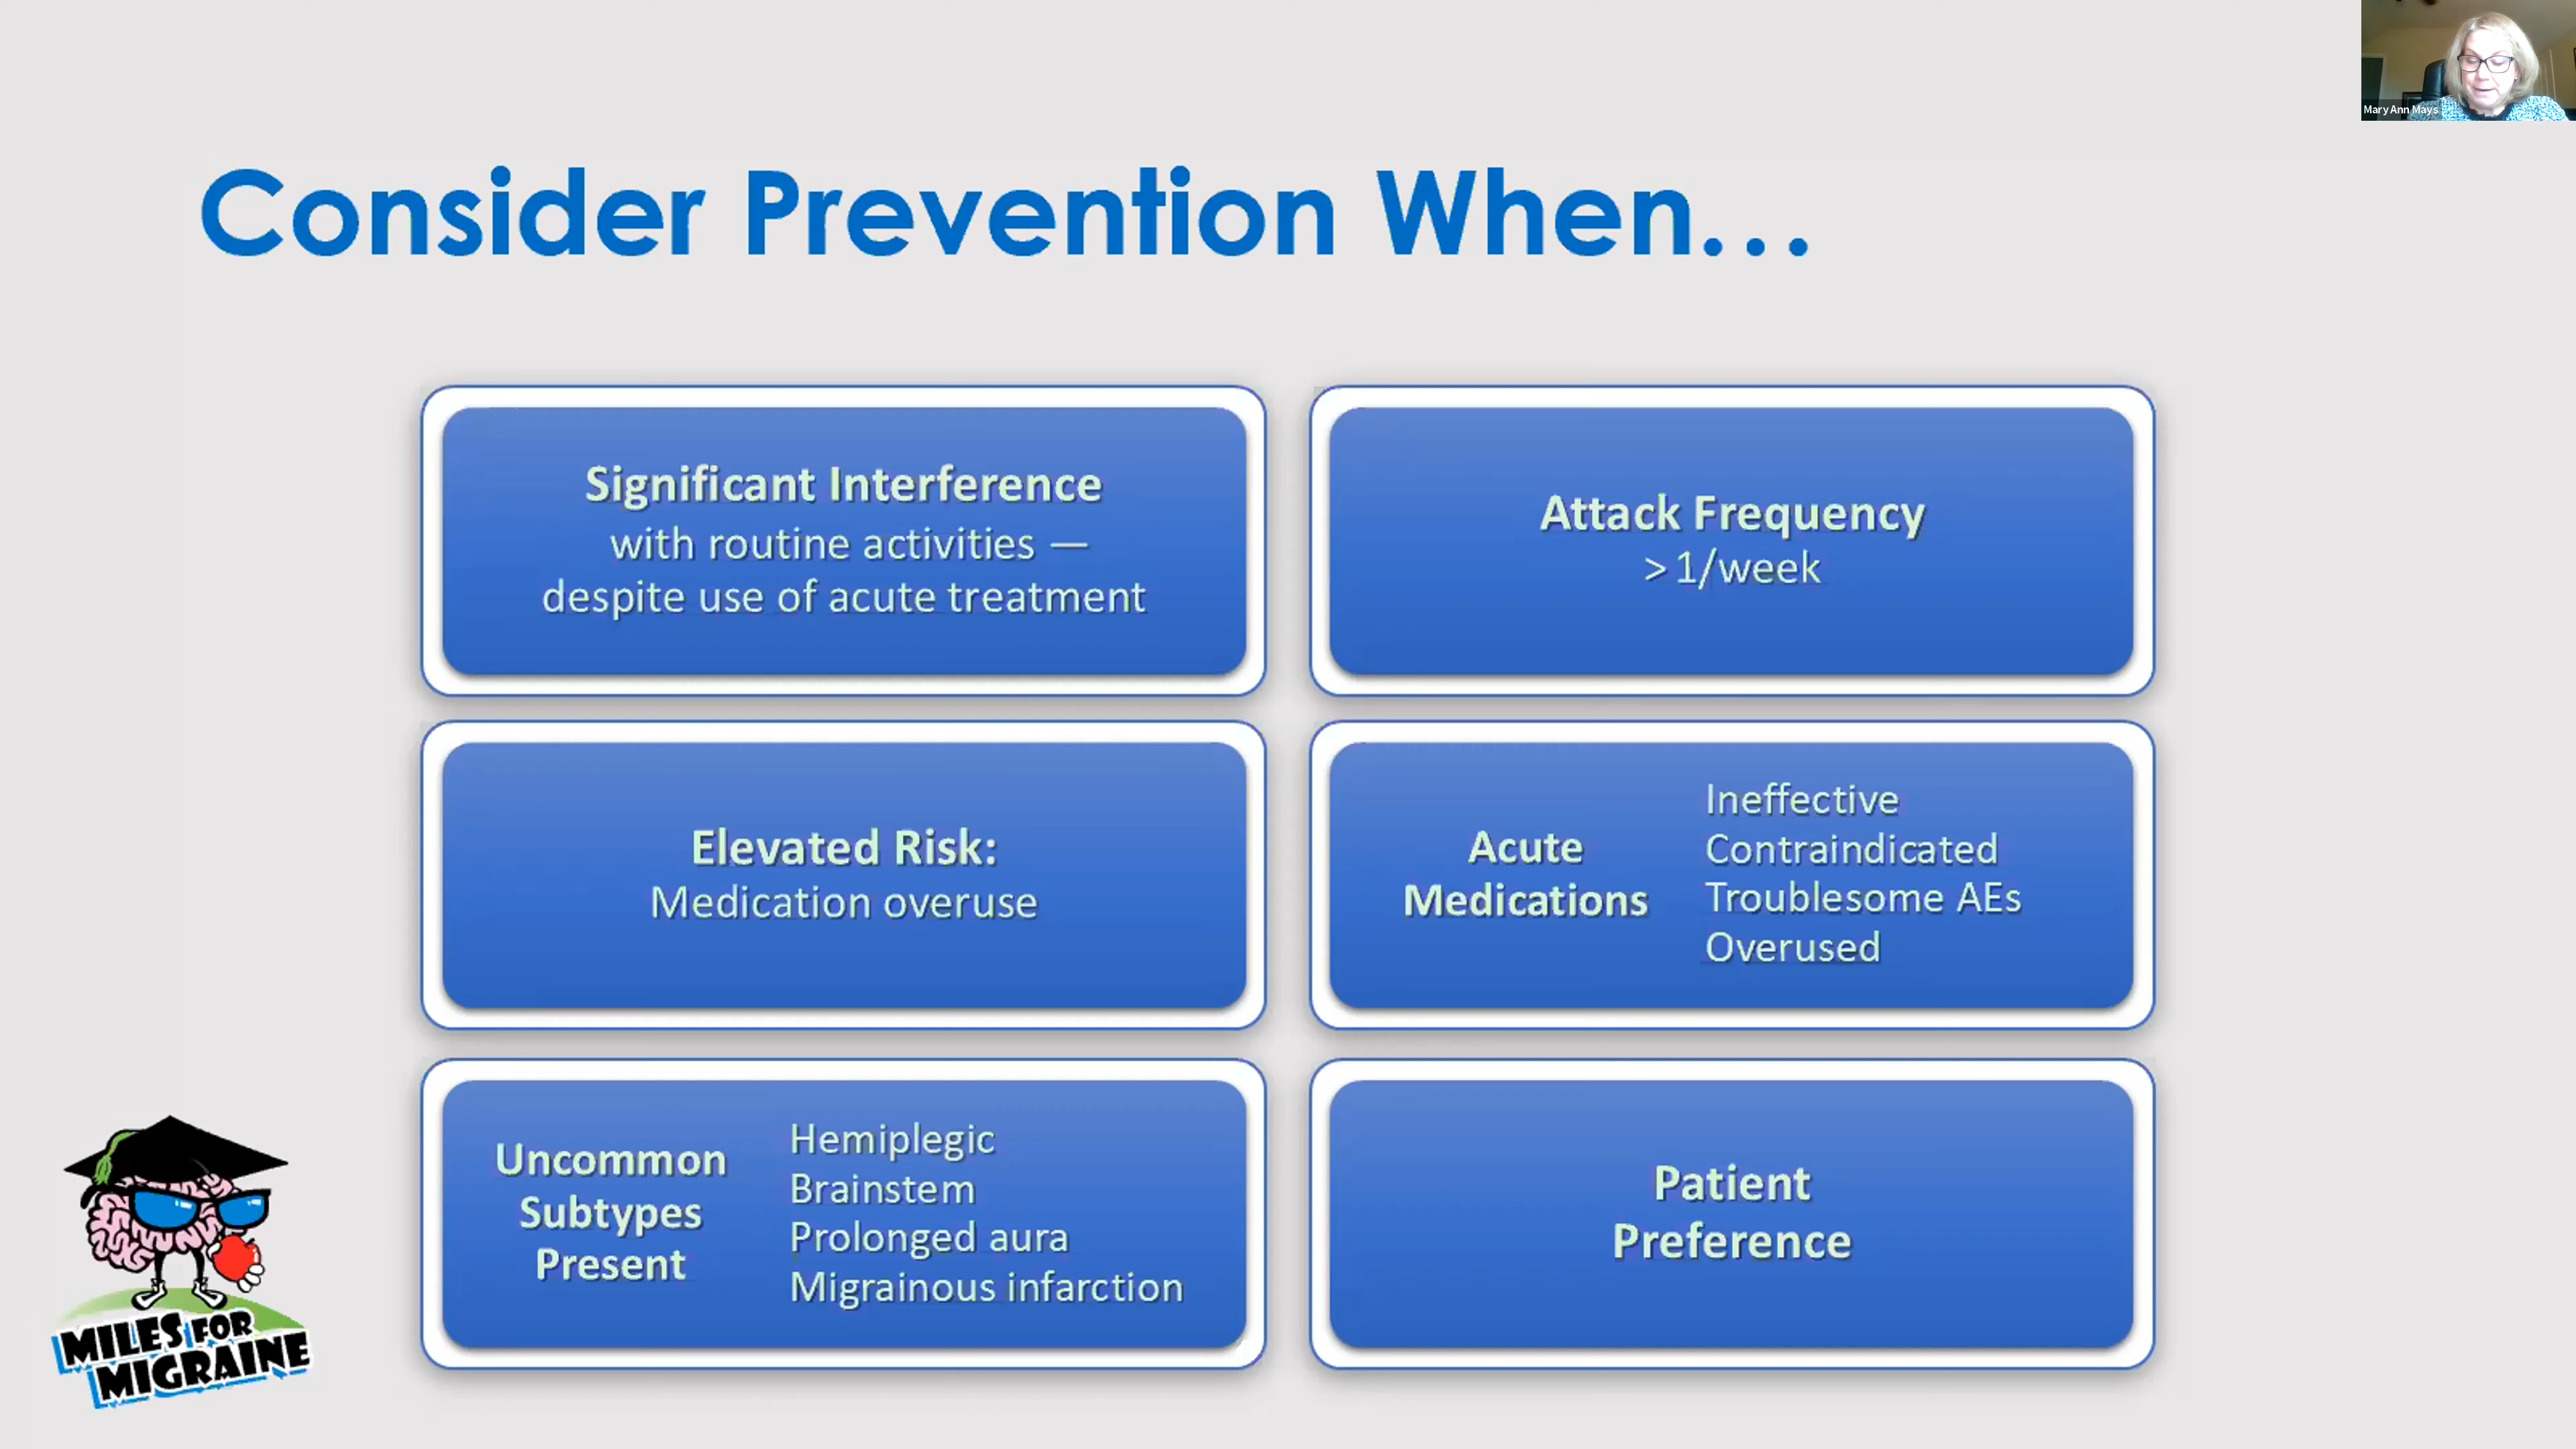 Mary Ann Mays
Consider Prevention When...
Significant Interference
with routine activities —
despite use of acute treatment
Attack Frequency
> 1/week
Elevated Risk:
Medication overuse
Acute
Medications
Ineffective
Contraindicated
Troublesome AEs
Overused
Uncommon
Subtypes
Present
Hemiplegic
Brainstem
Prolonged aura
Migrainous infarction
Patient
Preference
MILES FOR
MIGRAINE